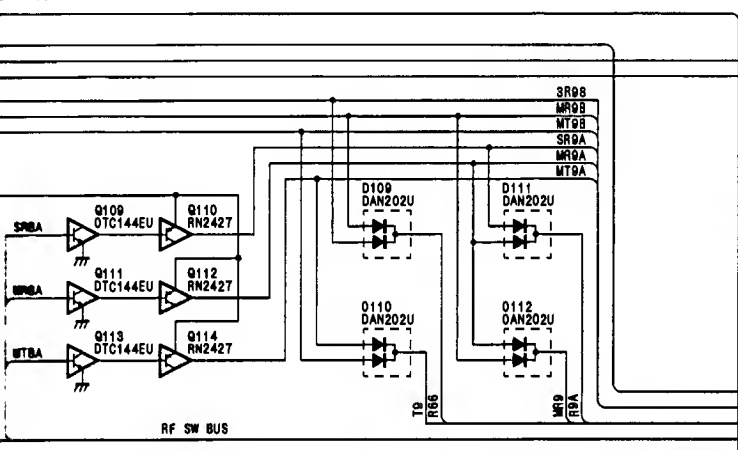 3R9B
MR9B
MT9B
SR9A
MR9A
MT9A
D109
DAN202U
D111
DAN202U
Q109
DTC144EU
Q110
RN2427
SR8A
Q111
DTC144EU
Q112
RN2427
MR8A
D110
DAN202U
D112
DAN202U
Q113
DTC144EU
Q114
RN2427
MT8A
T9
R66
MR9
R9A
RF SW BUS